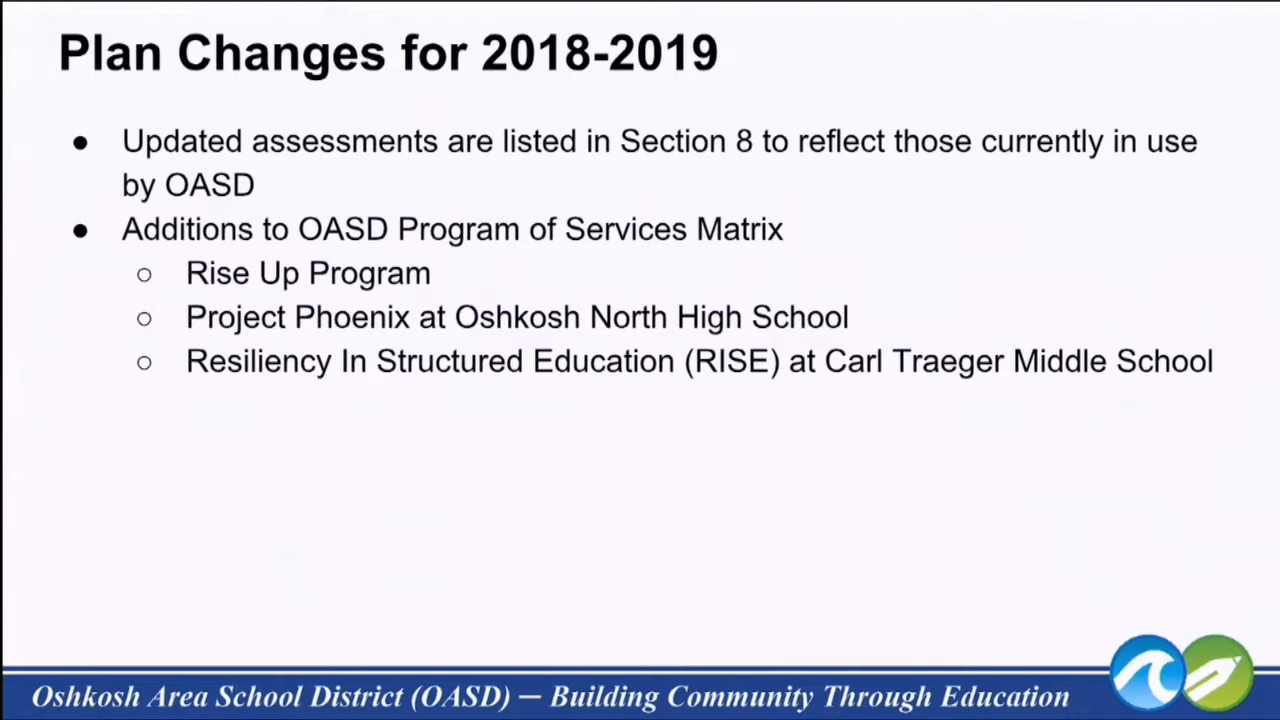 Plan Changes for 2018-2019
● Updated assessments are listed in Section 8 to reflect those currently in use
by OASD
● Additions to OASD Program of Services Matrix
○ Rise Up Program
○ Project Phoenix at Oshkosh North High School
○ Resiliency In Structured Education (RISE) at Carl Traeger Middle School
Oshkosh Area School District (OASD) — Building Community Through Education